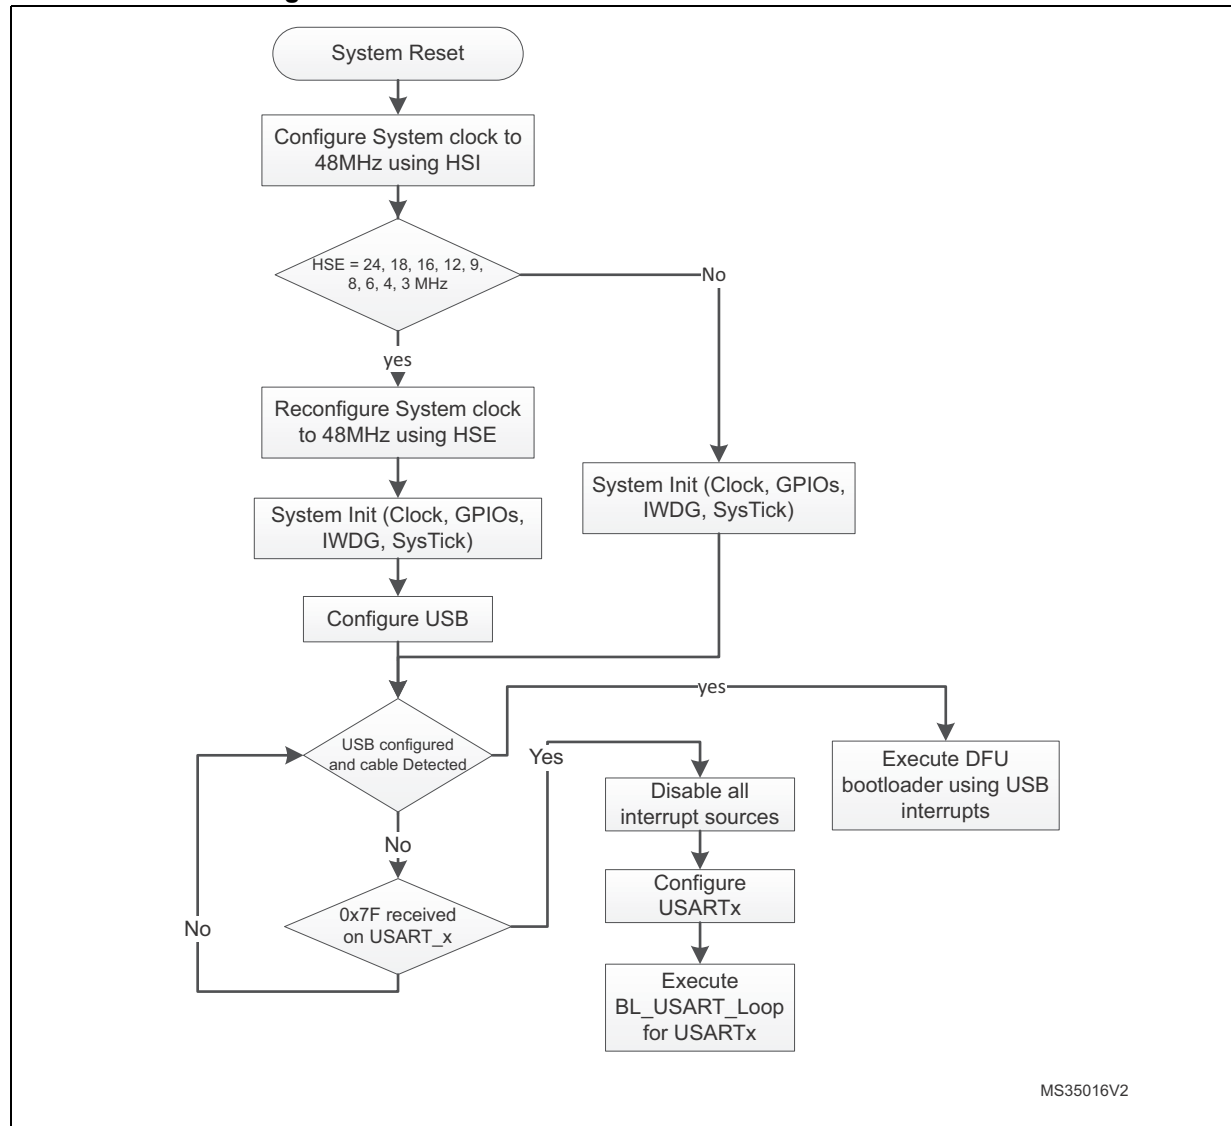 System Reset
Configure System clock to
48MHz using HSI
HSE = 24, 18, 16, 12, 9,
8, 6, 4, 3 MHz
No
yes
Reconfigure System clock
to 48MHz using HSE
System Init (Clock, GPIOs,
IWDG, SysTick)
System Init (Clock, GPIOs,
IWDG, SysTick)
Configure USB
yes
USB configured
and cable Detected
Yes
Execute DFU
bootloader using USB
interrupts
Disable all
interrupt sources
No
Configure
USARTx
0x7F received
on USART_x
No
Execute
BL_USART_Loop
for USARTx
MS35016V2